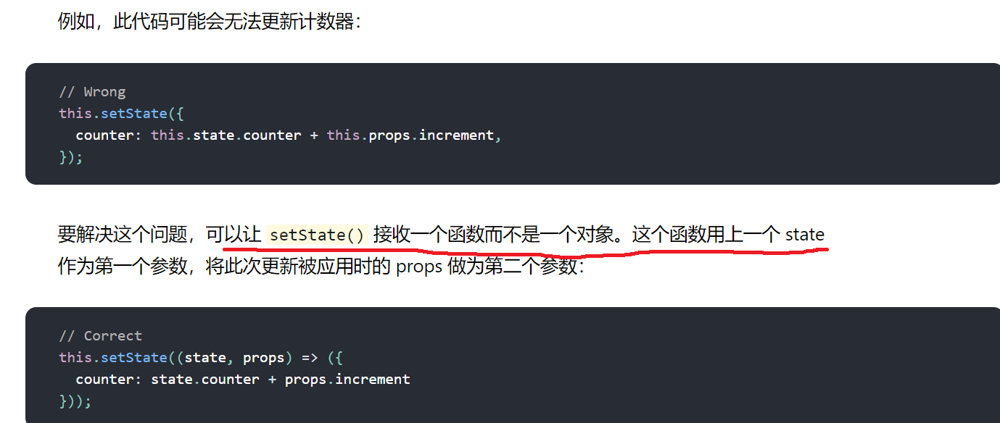 例如，此代码可能会无法更新计数器：
// Wrong
this.setState({
  counter: this.state.counter + this.props.increment,
});
要解决这个问题，可以让 setState() 接收一个函数而不是一个对象。这个函数用上一个 state
作为第一个参数，将此次更新被应用时的 props 做为第二个参数：
// Correct
this.setState((state, props) => ({
  counter: state.counter + props.increment
}));